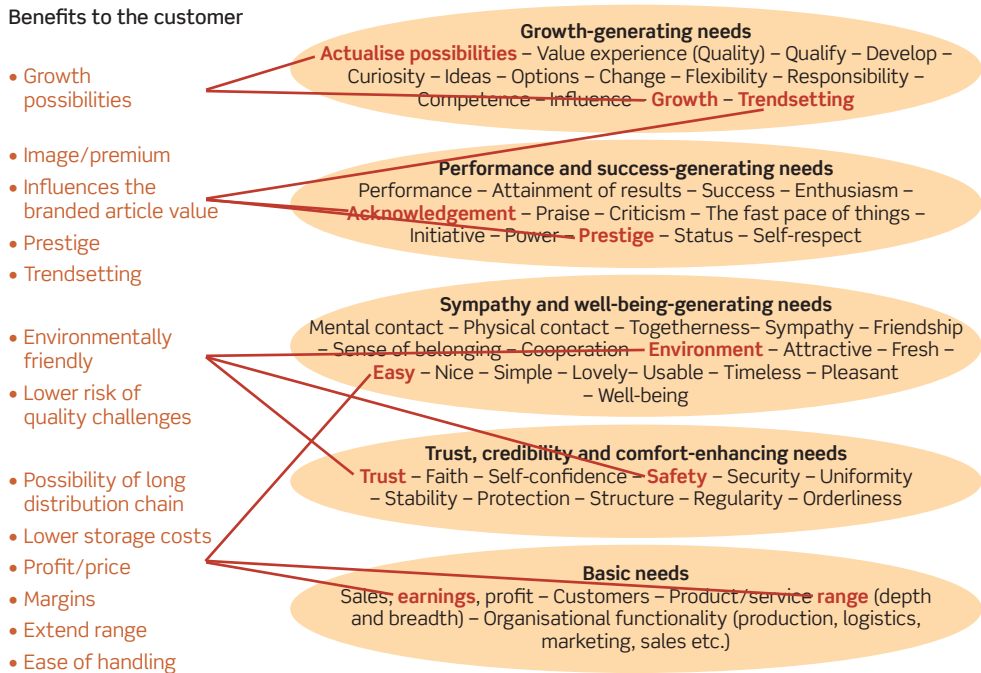 Benefits to the customer
• Growth
possibilities
• Image/premium
• Influences the
branded article value
• Prestige
• Trendsetting
• Environmentally
friendly
• Lower risk of
quality challenges
• Possibility of long
distribution chain
• Lower storage costs
• Profit/price
• Margins
• Extend range
• Ease of handling
Growth-generating needs
Actualise possibilities – Value experience (Quality) – Qualify – Develop –
Curiosity – Ideas – Options – Change – Flexibility – Responsibility –
Competence – Influence – Growth – Trendsetting
Performance and success-generating needs
Performance – Attainment of results – Success – Enthusiasm –
Acknowledgement – Praise – Criticism – The fast pace of things –
Initiative – Power – Prestige – Status – Self-respect
Sympathy and well-being-generating needs
Mental contact – Physical contact – Togetherness– Sympathy – Friendship
– Sense of belonging – Cooperation – Environment – Attractive – Fresh –
Easy – Nice – Simple – Lovely– Usable – Timeless – Pleasant
– Well-being
Trust, credibility and comfort-enhancing needs
Trust – Faith – Self-confidence – Safety – Security – Uniformity
– Stability – Protection – Structure – Regularity – Orderliness
Basic needs
Sales, earnings, profit – Customers – Product/service range (depth
and breadth) – Organisational functionality (production, logistics,
marketing, sales etc.)